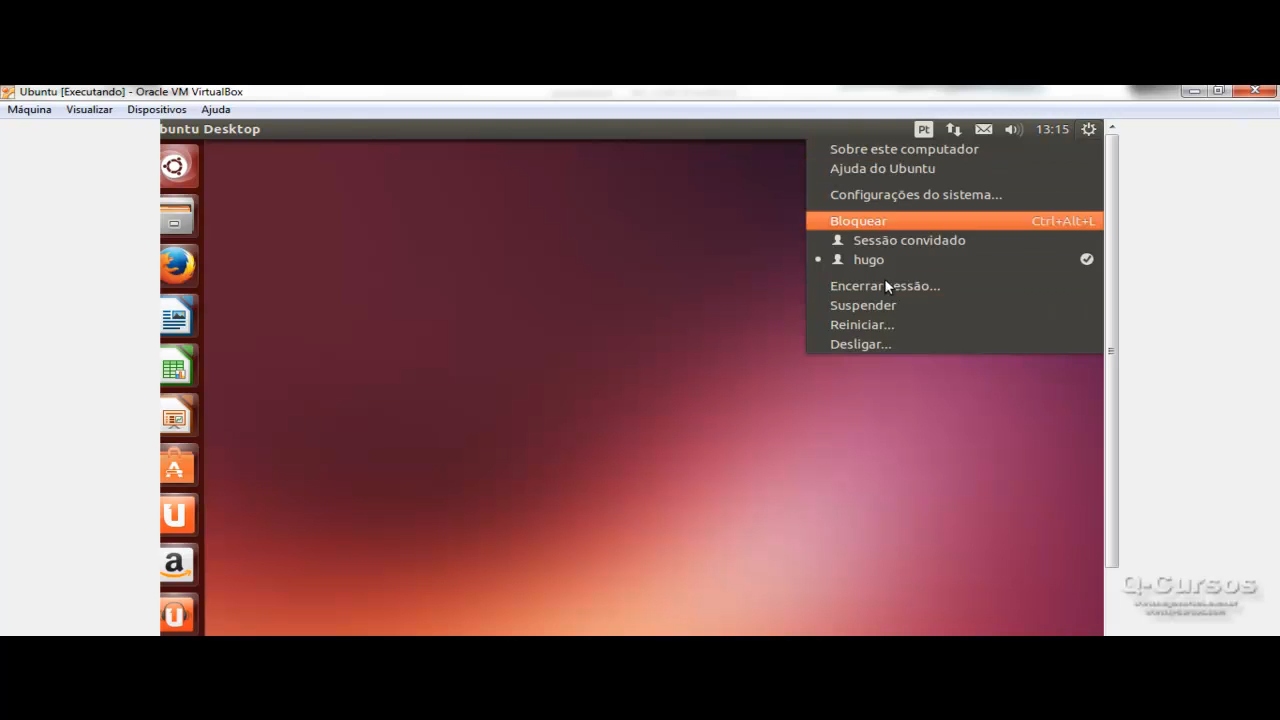 Ubuntu [Executando] - Oracle VM VirtualBox
Máquina Visualizar Dispositivos Ajuda
buntu Desktop Pt 13:15
Sobre este computador
Ajuda do Ubuntu
Configurações do sistema...
Bloquear Ctrl+Alt+L
Sessão convidado
hugo
Encerrar sessão...
Suspender
Reiniciar...
Desligar...
Q-Cursos